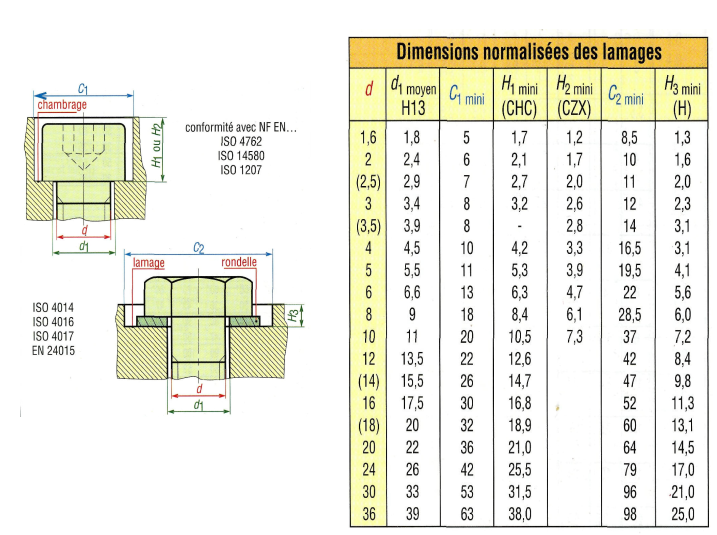 C1
chambrage
H1 ou H2
d
d1
conformité avec NF EN...
ISO 4762
ISO 14580
ISO 1207
C2
lamage
rondelle
H3
d
d1
ISO 4014
ISO 4016
ISO 4017
EN 24015
Dimensions normalisées des lamages
d d1 moyen H13 C1 mini H1 mini (CHC) H2 mini (CZX) C2 mini H3 mini (H)
1,6 1,8 5 1,7 1,2 8,5 1,3
2 2,4 6 2,1 1,7 10 1,6
(2,5) 2,9 7 2,7 2,0 11 2,0
3 3,4 8 3,2 2,6 12 2,3
(3,5) 3,9 8 - 2,8 14 3,1
4 4,5 10 4,2 3,3 16,5 3,1
5 5,5 11 5,3 3,9 19,5 4,1
6 6,6 13 6,3 4,7 22 5,6
8 9 18 8,4 6,1 28,5 6,0
10 11 20 10,5 7,3 37 7,2
12 13,5 22 12,6 42 8,4
(14) 15,5 26 14,7 47 9,8
16 17,5 30 16,8 52 11,3
(18) 20 32 18,9 60 13,1
20 22 36 21,0 64 14,5
24 26 42 25,5 79 17,0
30 33 53 31,5 96 21,0
36 39 63 38,0 98 25,0